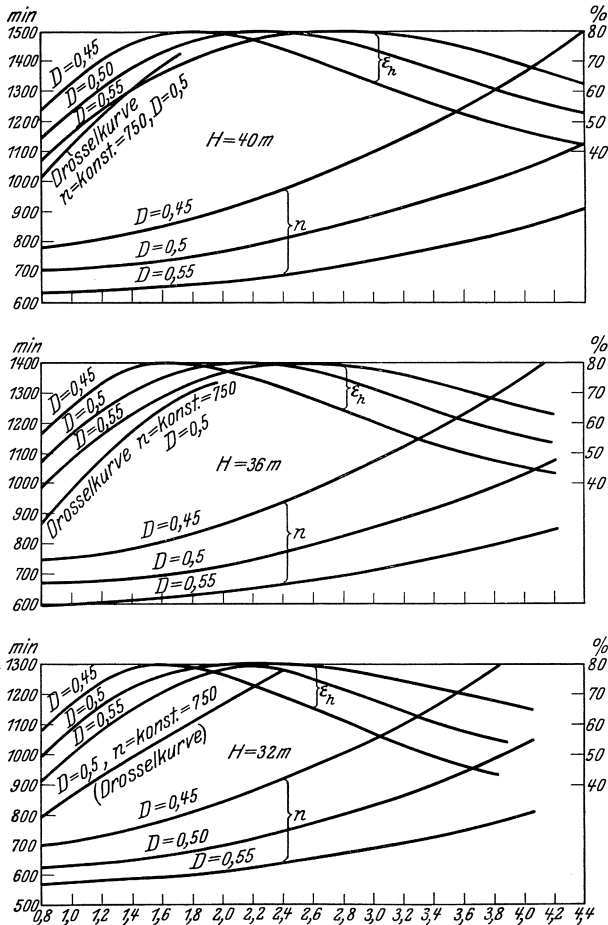 min
%
1500
1400
1300
1200
1100
1000
900
800
700
600
80
70
60
50
40
D=0,45
D=0,50
D=0,55
Drosselkurve
n=konst.=750, D=0,5
H=40m
εh
D=0,45
D=0,5
D=0,55
n
min
%
1400
1300
1200
1100
1000
900
800
700
600
80
70
60
50
40
D=0,45
D=0,5
D=0,55
Drosselkurve n=konst.=750
D=0,5
H=36m
εh
D=0,45
D=0,5
D=0,55
n
min
%
1300
1200
1100
1000
900
800
700
600
500
80
70
60
50
40
D=0,45
D=0,5
D=0,55
D=0,5, n=konst.=750
(Drosselkurve)
H=32m
εh
D=0,45
D=0,50
D=0,55
n
0,8 1,0 1,2 1,4 1,6 1,8 2,0 2,2 2,4 2,6 2,8 3,0 3,2 3,4 3,6 3,8 4,0 4,2 4,4